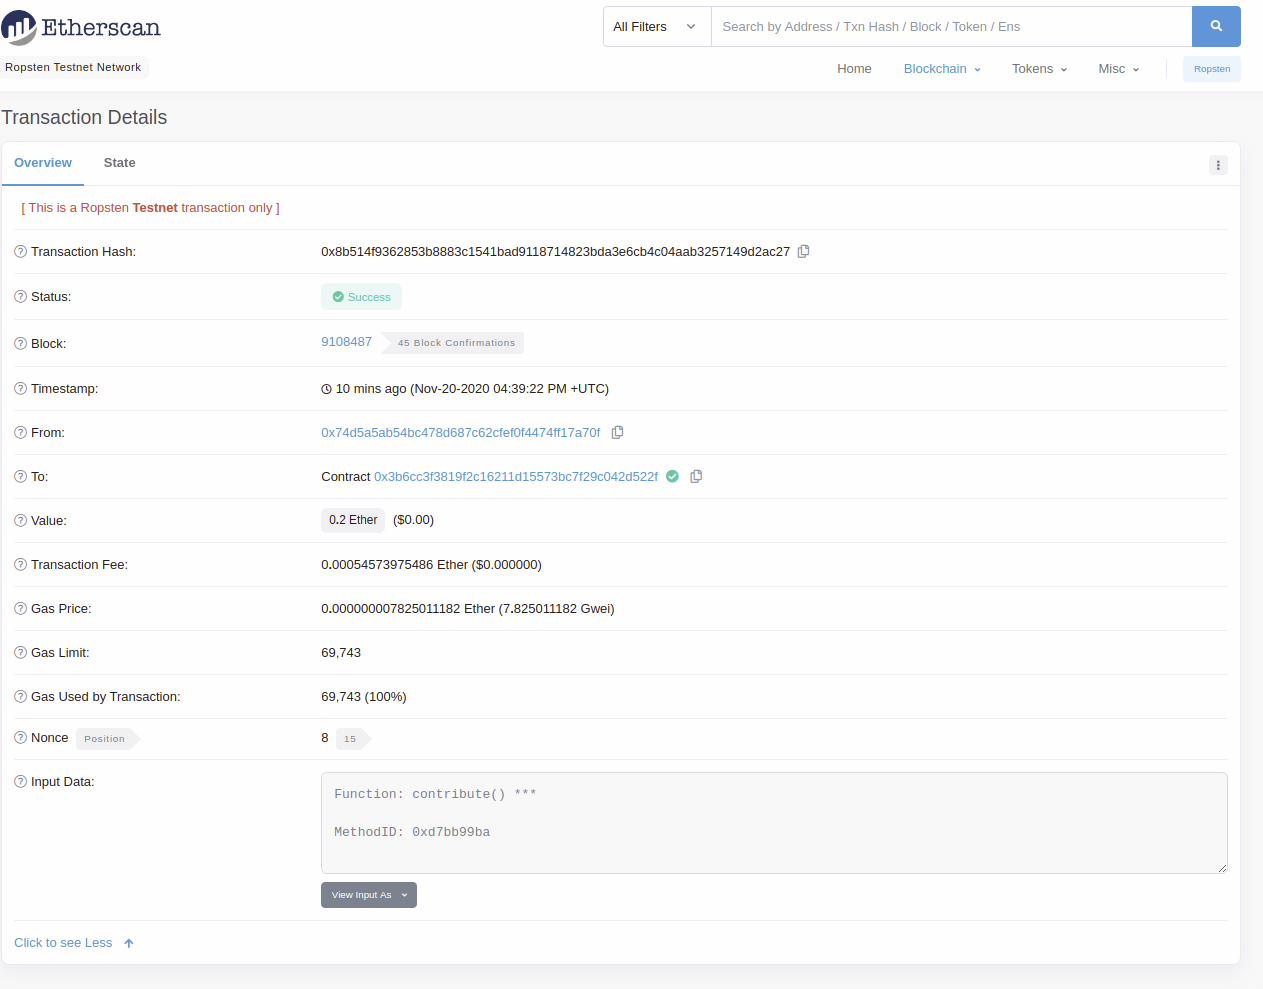 Etherscan
All Filters
Search by Address / Txn Hash / Block / Token / Ens
Ropsten Testnet Network
Home Blockchain Tokens Misc Ropsten
Transaction Details
Overview State
[ This is a Ropsten Testnet transaction only ]
Transaction Hash: 0x8b514f9362853b8883c1541bad9118714823bda3e6cb4c04aab3257149d2ac27
Status: Success
Block: 9108487 45 Block Confirmations
Timestamp: 10 mins ago (Nov-20-2020 04:39:22 PM +UTC)
From: 0x74d5a5ab54bc478d687c62cfef0f4474ff17a70f
To: Contract 0x3b6cc3f3819f2c16211d15573bc7f29c042d522f
Value: 0.2 Ether ($0.00)
Transaction Fee: 0.00054573975486 Ether ($0.000000)
Gas Price: 0.000000007825011182 Ether (7.825011182 Gwei)
Gas Limit: 69,743
Gas Used by Transaction: 69,743 (100%)
Nonce Position 8 15
Input Data:
Function: contribute() ***
MethodID: 0xd7bb99ba
View Input As
Click to see Less